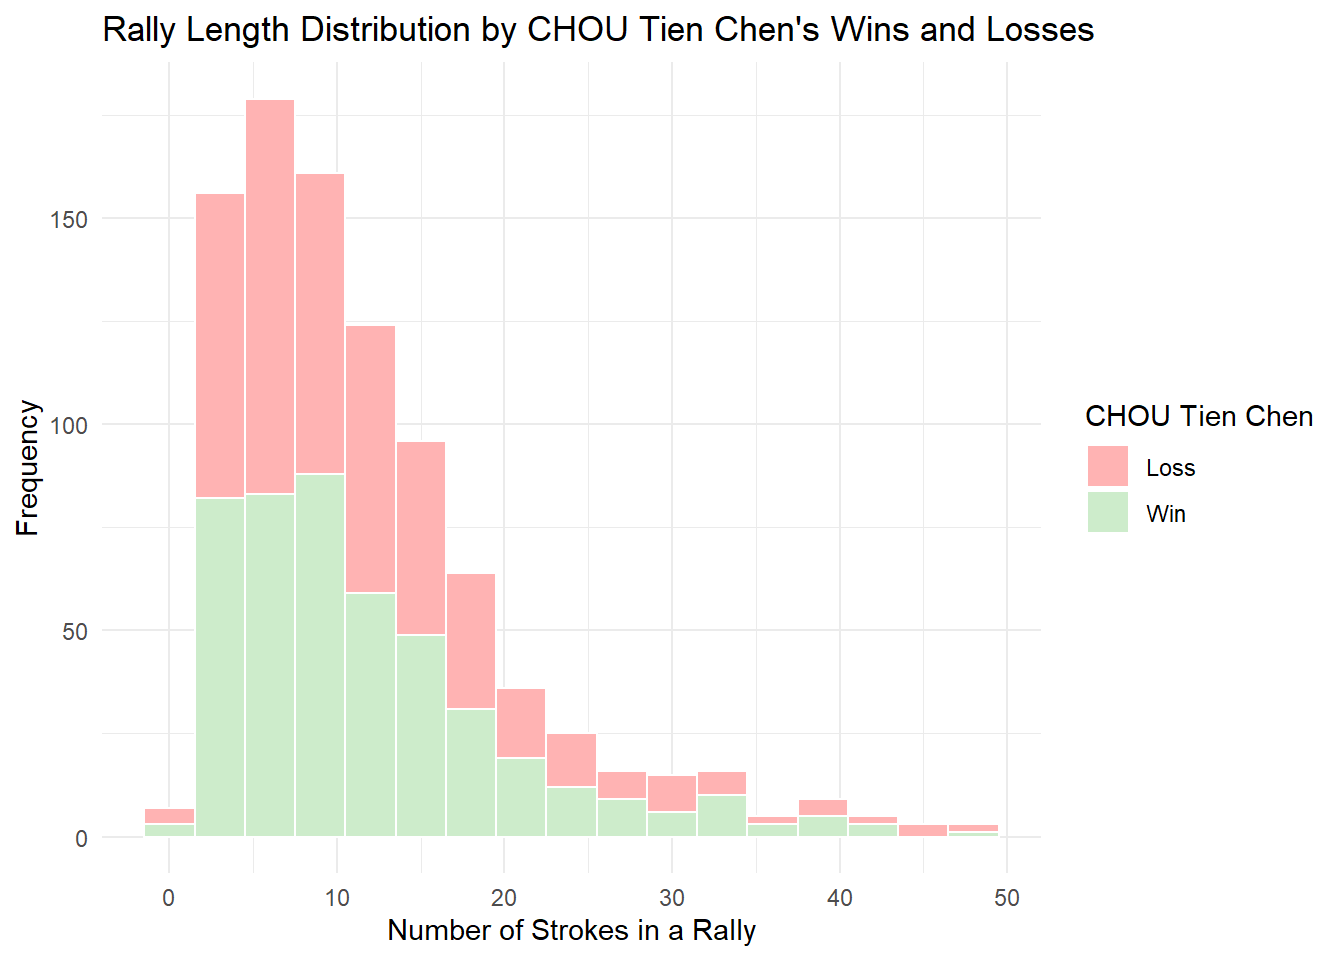 Rally Length Distribution by CHOU Tien Chen's Wins and Losses
Frequency
150
100
50
0
0 10 20 30 40 50
Number of Strokes in a Rally
CHOU Tien Chen
Loss
Win